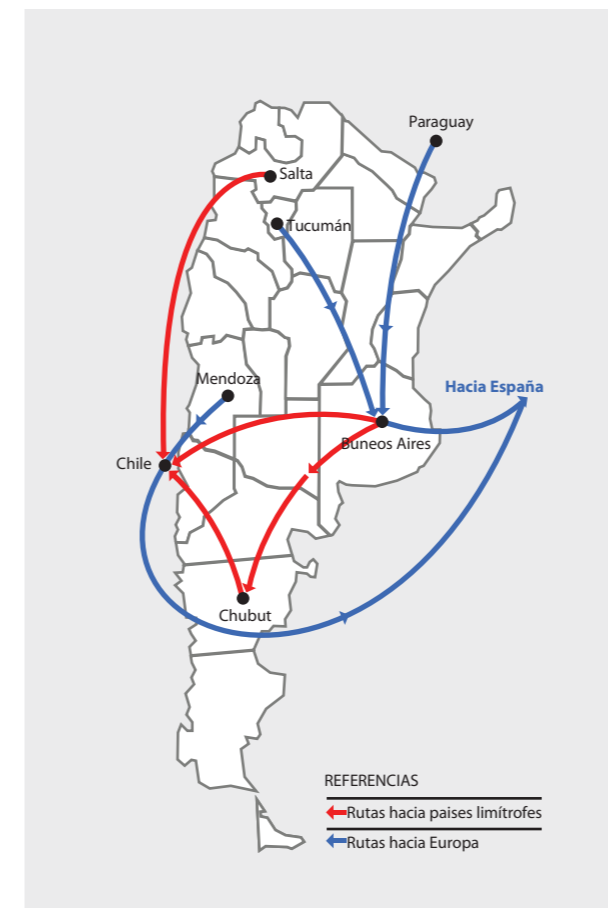 Paraguay
Salta
Tucumán
Mendoza
Hacia España
Buneos Aires
Chile
Chubut
REFERENCIAS
Rutas hacia paises limítrofes
Rutas hacia Europa